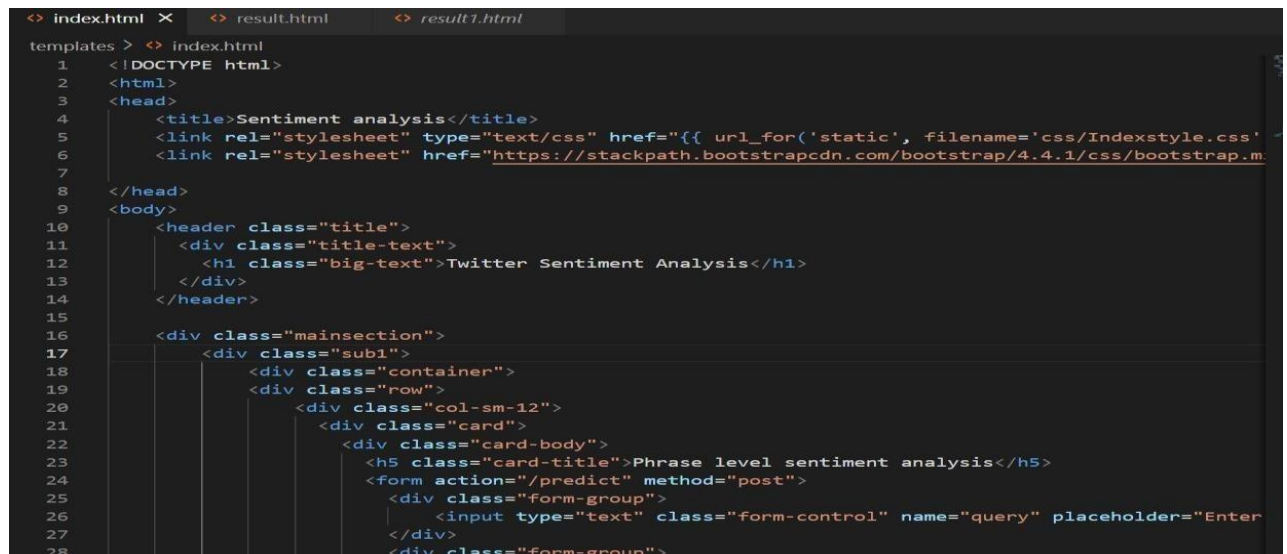 index.html X result.html result1.html
templates > index.html
1 <!DOCTYPE html>
2 <html>
3 <head>
4     <title>Sentiment analysis</title>
5     <link rel="stylesheet" type="text/css" href="{{ url_for('static', filename='css/Indexstyle.css'
6     <link rel="stylesheet" href="https://stackpath.bootstrapcdn.com/bootstrap/4.4.1/css/bootstrap.m
7
8 </head>
9 <body>
10     <header class="title">
11       <div class="title-text">
12         <h1 class="big-text">Twitter Sentiment Analysis</h1>
13       </div>
14     </header>
15
16     <div class="mainsection">
17         <div class="sub1">
18             <div class="container">
19             <div class="row">
20                 <div class="col-sm-12">
21                   <div class="card">
22                     <div class="card-body">
23                       <h5 class="card-title">Phrase level sentiment analysis</h5>
24                       <form action="/predict" method="post">
25                         <div class="form-group">
26                             <input type="text" class="form-control" name="query" placeholder="Enter
27                         </div>
28                         <div class="form-group">